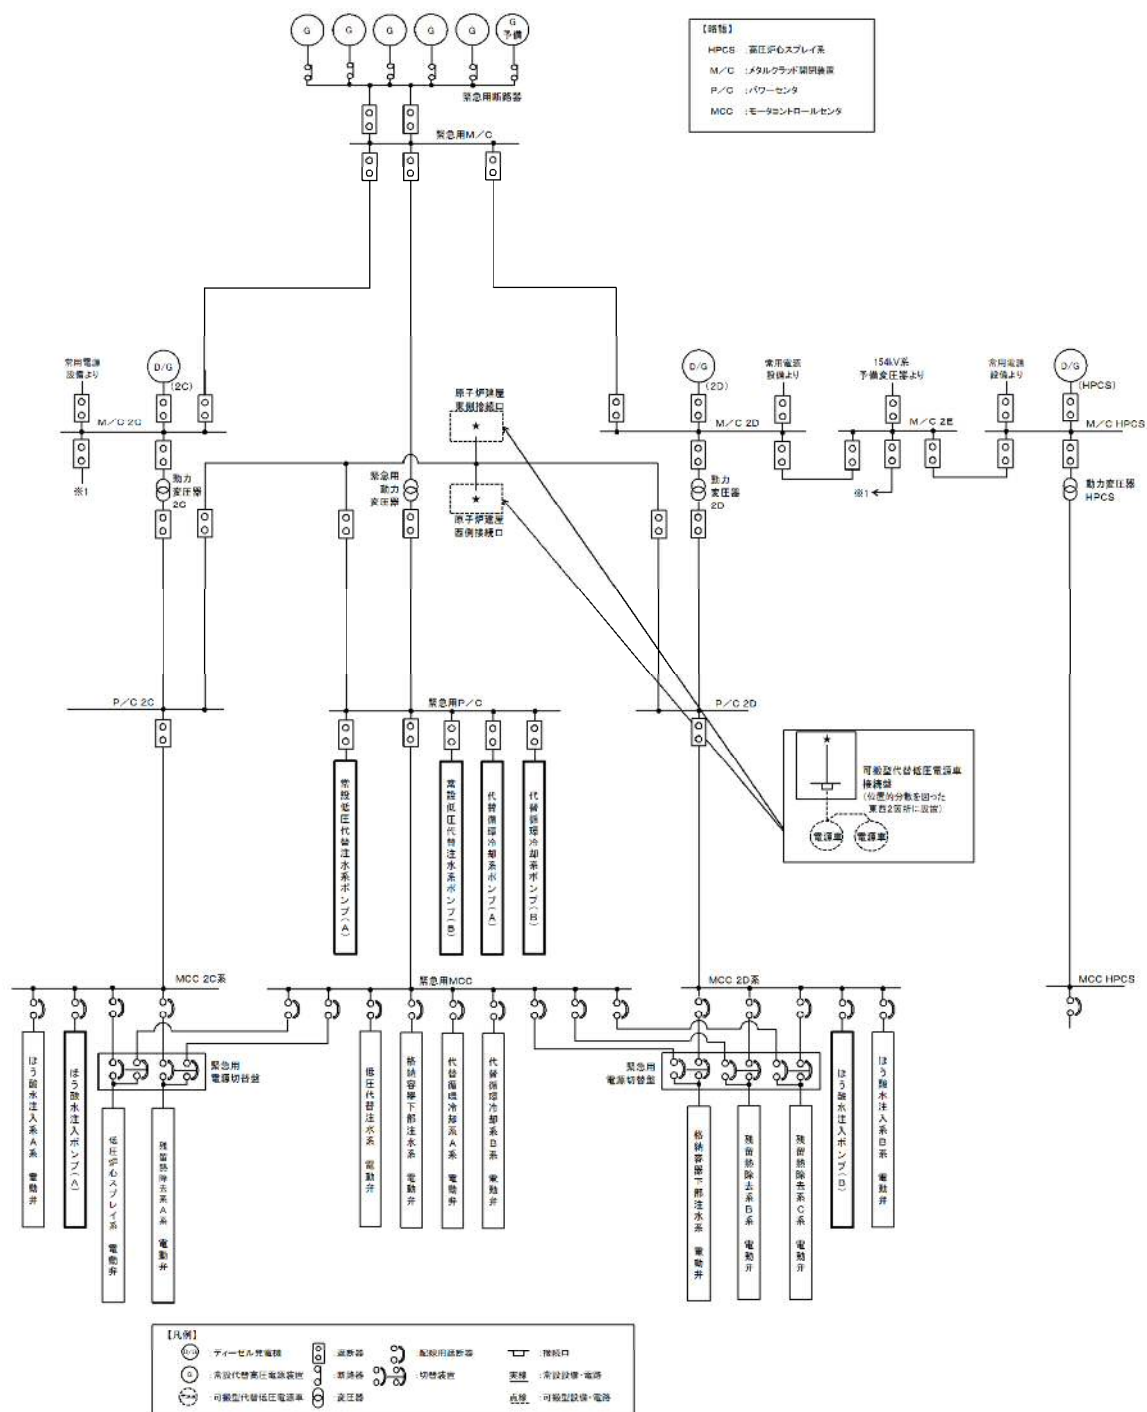 G G G G G G
予備
【略語】
HPCS :高圧炉心スプレイ系
M/C :メタルクラッド開閉装置
P/C :パワーセンタ
MCC :モータコントロールセンタ
緊急用断路器
緊急用M/C
常用電源
設備より
D/G
(2C)
M/C 2C
※1
動力
変圧器
2C
原子炉建屋
東側接続口
★
緊急用
動力
変圧器
★
原子炉建屋
西側接続口
D/G
(2D)
M/C 2D
動力
変圧器
2D
常用電源
設備より
154kV系
予備変圧器より
M/C 2E
※1
常用電源
設備より
D/G
(HPCS)
M/C HPCS
動力変圧器
HPCS
P/C 2C
緊急用P/C
P/C 2D
常設低圧代替注水系ポンプ(A)
常設低圧代替注水系ポンプ(B)
代替循環冷却系ポンプ(A)
代替循環冷却系ポンプ(B)
★
可搬型代替低圧電源車
接続盤
(位置的分散を図った
東西2箇所に設置)
電源車 電源車
MCC 2C系
緊急用MCC
MCC 2D系
MCC HPCS
緊急用
電源切替盤
緊急用
電源切替盤
ほう酸水注入系A系 電動弁
ほう酸水注入ポンプ(A)
低圧炉心スプレイ系 電動弁
残留熱除去系A系 電動弁
低圧代替注水系 電動弁
格納容器下部注水系 電動弁
代替循環冷却系A系 電動弁
代替循環冷却系B系 電動弁
格納容器下部注水系 電動弁
残留熱除去系B系 電動弁
残留熱除去系C系 電動弁
ほう酸水注入ポンプ(B)
ほう酸水注入系B系 電動弁
【凡例】
D/G :ディーゼル発電機
:遮断器
:配線用遮断器
:接続口
G :常設代替高圧電源装置
:断路器
:切替装置
実線 :常設設備・電路
:可搬型代替低圧電源車
:変圧器
点線 :可搬型設備・電路